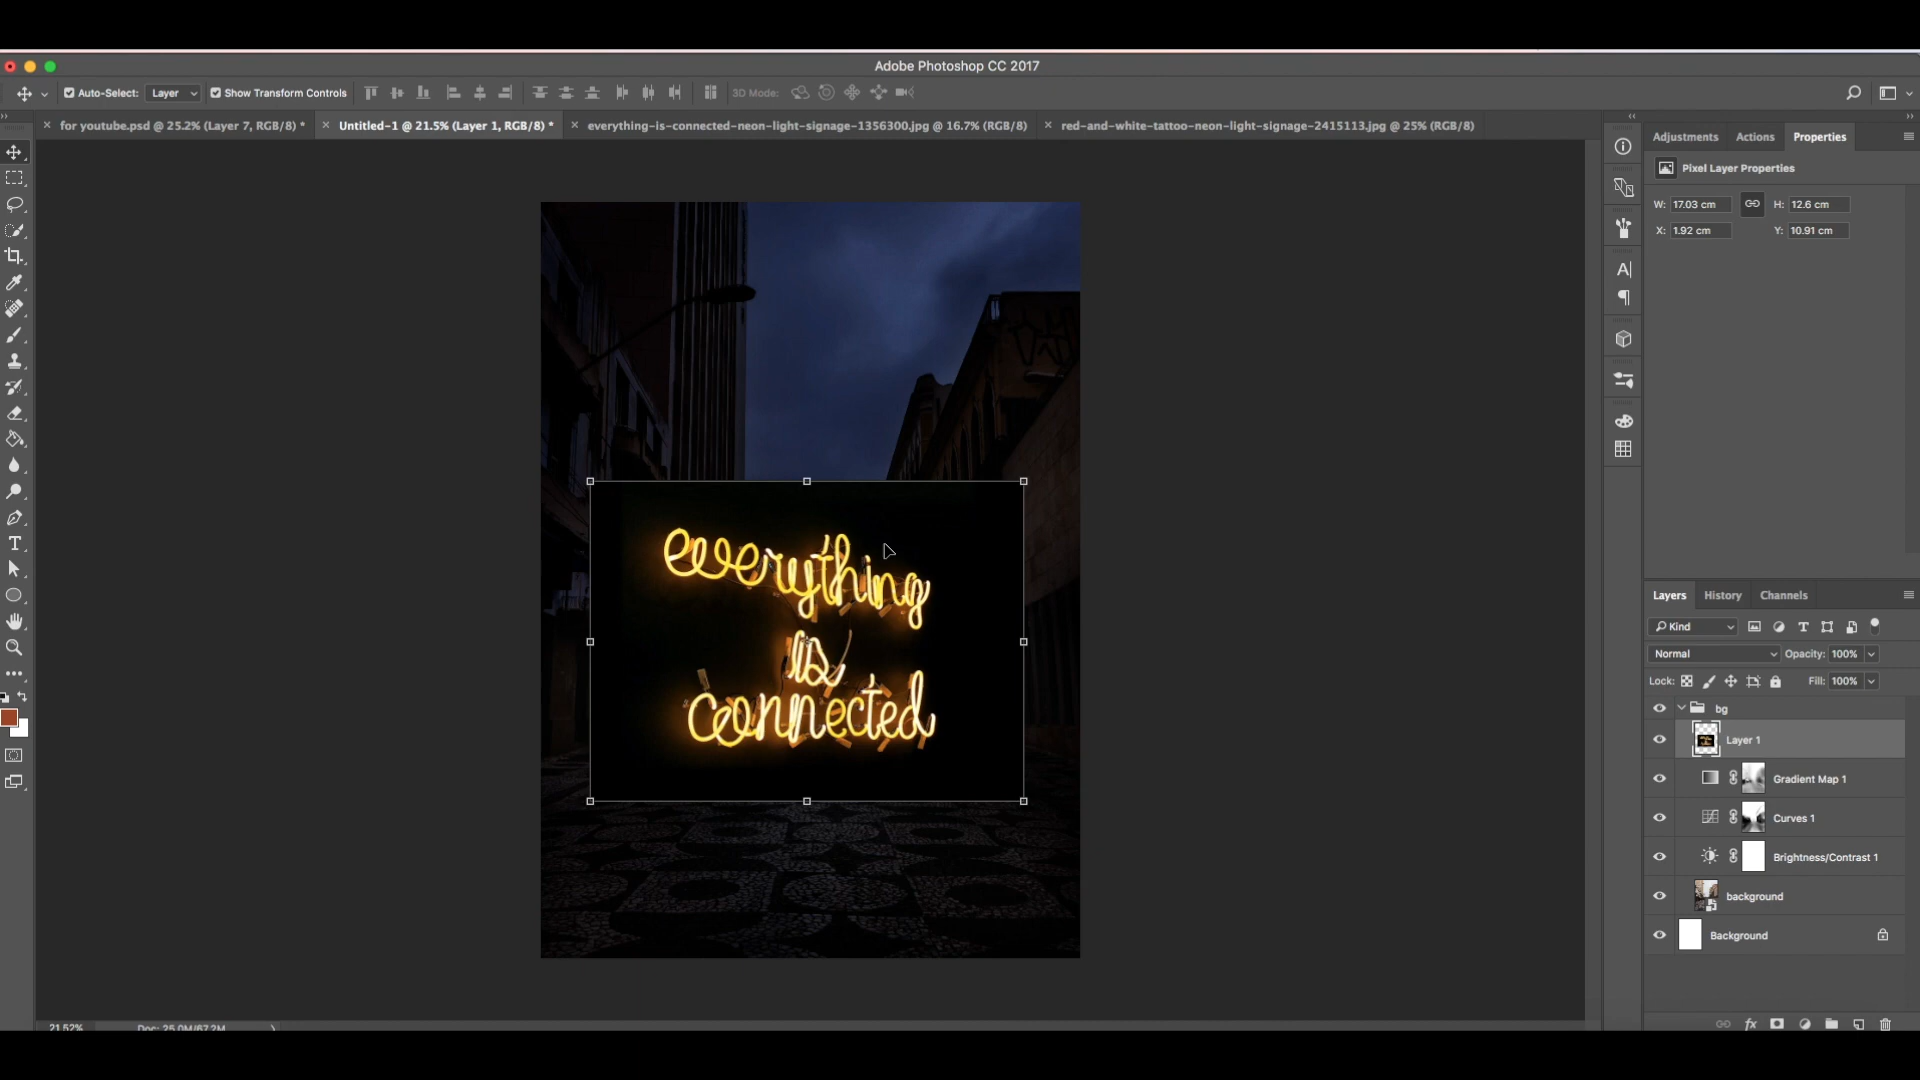 Adobe Photoshop CC 2017
Auto-Select: Layer Show Transform Controls 3D Mode:
for youtube.psd @ 25.2% (Layer 7, RGB/8) * Untitled-1 @ 21.5% (Layer 1, RGB/8) * everything-is-connected-neon-light-signage-1356300.jpg @ 16.7% (RGB/8) red-and-white-tattoo-neon-light-signage-2415113.jpg @ 25% (RGB/8)
Adjustments Actions Properties
Pixel Layer Properties
W: 17.03 cm H: 12.6 cm
X: 1.92 cm Y: 10.91 cm
everything
is
connected
Layers History Channels
Kind
Normal Opacity: 100%
Lock: Fill: 100%
bg
Layer 1
Gradient Map 1
Curves 1
Brightness/Contrast 1
background
Background
21.52% Doc: 25.0M/67.2M